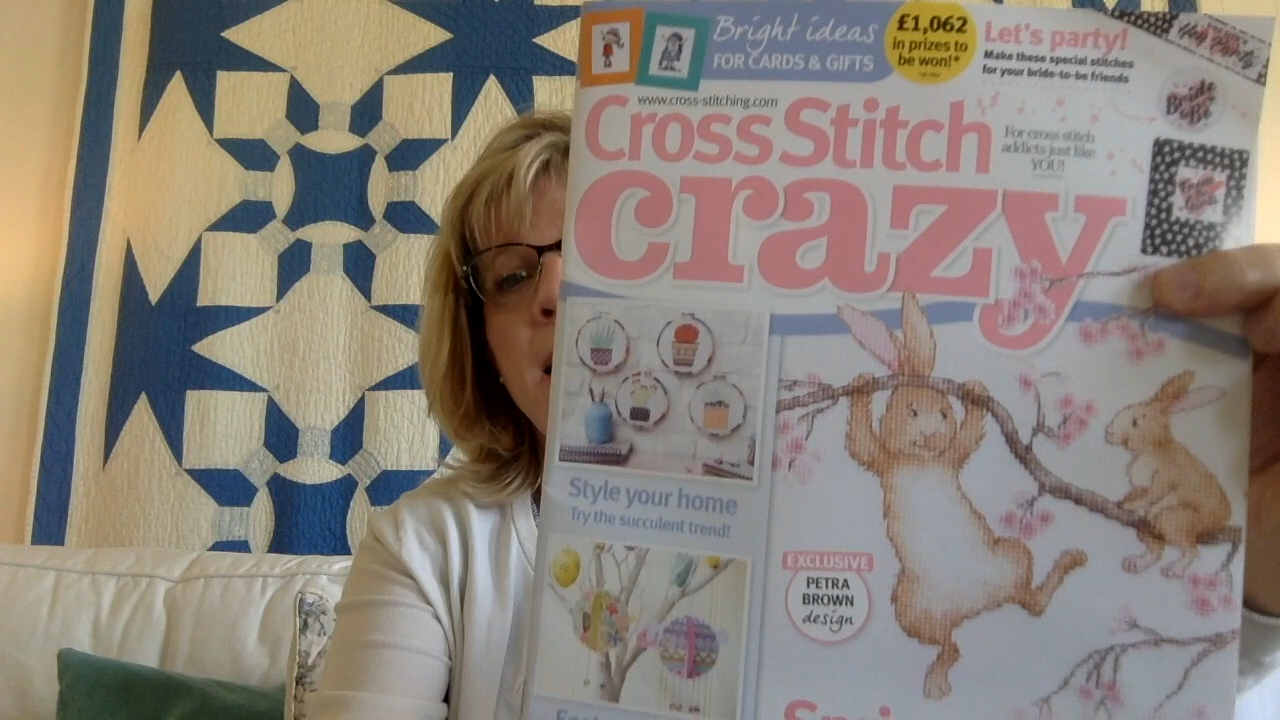 Bright ideas
FOR CARDS & GIFTS
£1,062
in prizes to
be won!*
Let's party!
Make these special stitches
for your bride-to-be friends
www.cross-stitching.com
Cross Stitch
crazy
For cross stitch
addicts just like
YOU!
Style your home
Try the succulent trend!
EXCLUSIVE
PETRA
BROWN
design